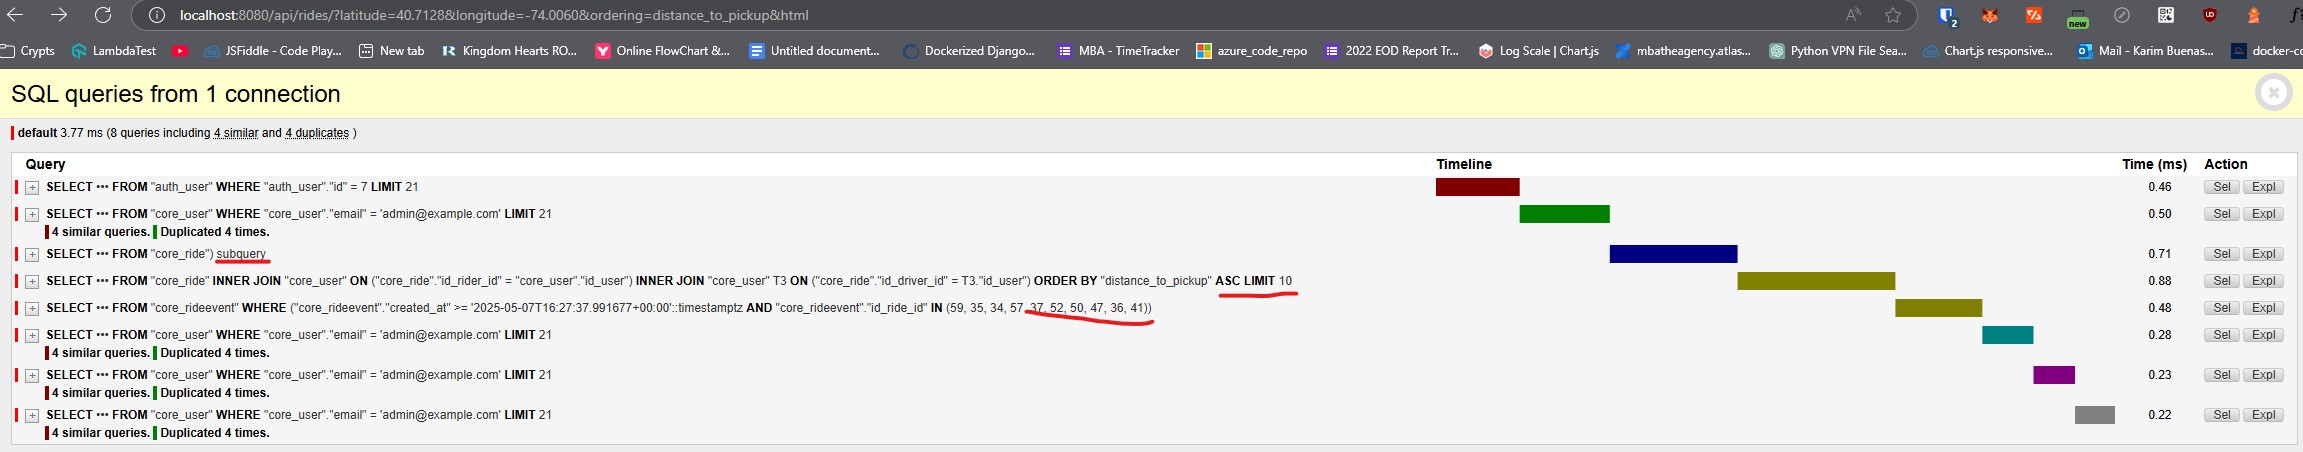 localhost:8080/api/rides/?latitude=40.7128&longitude=-74.0060&ordering=distance_to_pickup&html
2 new
Crypts LambdaTest JSFiddle - Code Play... New tab Kingdom Hearts RO... Online FlowChart &... Untitled document... Dockerized Django... MBA - TimeTracker azure_code_repo 2022 EOD Report Tr... Log Scale | Chart.js mbatheagency.atlas... Python VPN File Sea... Chart.js responsive... Mail - Karim Buenas... docker-cc
SQL queries from 1 connection
default 3.77 ms (8 queries including 4 similar and 4 duplicates )
Query Timeline Time (ms) Action
+ SELECT ••• FROM "auth_user" WHERE "auth_user"."id" = 7 LIMIT 21 0.46 Sel Expl
+ SELECT ••• FROM "core_user" WHERE "core_user"."email" = 'admin@example.com' LIMIT 21 0.50 Sel Expl
4 similar queries. Duplicated 4 times.
+ SELECT ••• FROM "core_ride") subquery 0.71 Sel Expl
+ SELECT ••• FROM "core_ride" INNER JOIN "core_user" ON ("core_ride"."id_rider_id" = "core_user"."id_user") INNER JOIN "core_user" T3 ON ("core_ride"."id_driver_id" = T3."id_user") ORDER BY "distance_to_pickup" ASC LIMIT 10 0.88 Sel Expl
+ SELECT ••• FROM "core_rideevent" WHERE ("core_rideevent"."created_at" >= '2025-05-07T16:27:37.991677+00:00'::timestamptz AND "core_rideevent"."id_ride_id" IN (59, 35, 34, 57, 37, 52, 50, 47, 36, 41)) 0.48 Sel Expl
+ SELECT ••• FROM "core_user" WHERE "core_user"."email" = 'admin@example.com' LIMIT 21 0.28 Sel Expl
4 similar queries. Duplicated 4 times.
+ SELECT ••• FROM "core_user" WHERE "core_user"."email" = 'admin@example.com' LIMIT 21 0.23 Sel Expl
4 similar queries. Duplicated 4 times.
+ SELECT ••• FROM "core_user" WHERE "core_user"."email" = 'admin@example.com' LIMIT 21 0.22 Sel Expl
4 similar queries. Duplicated 4 times.